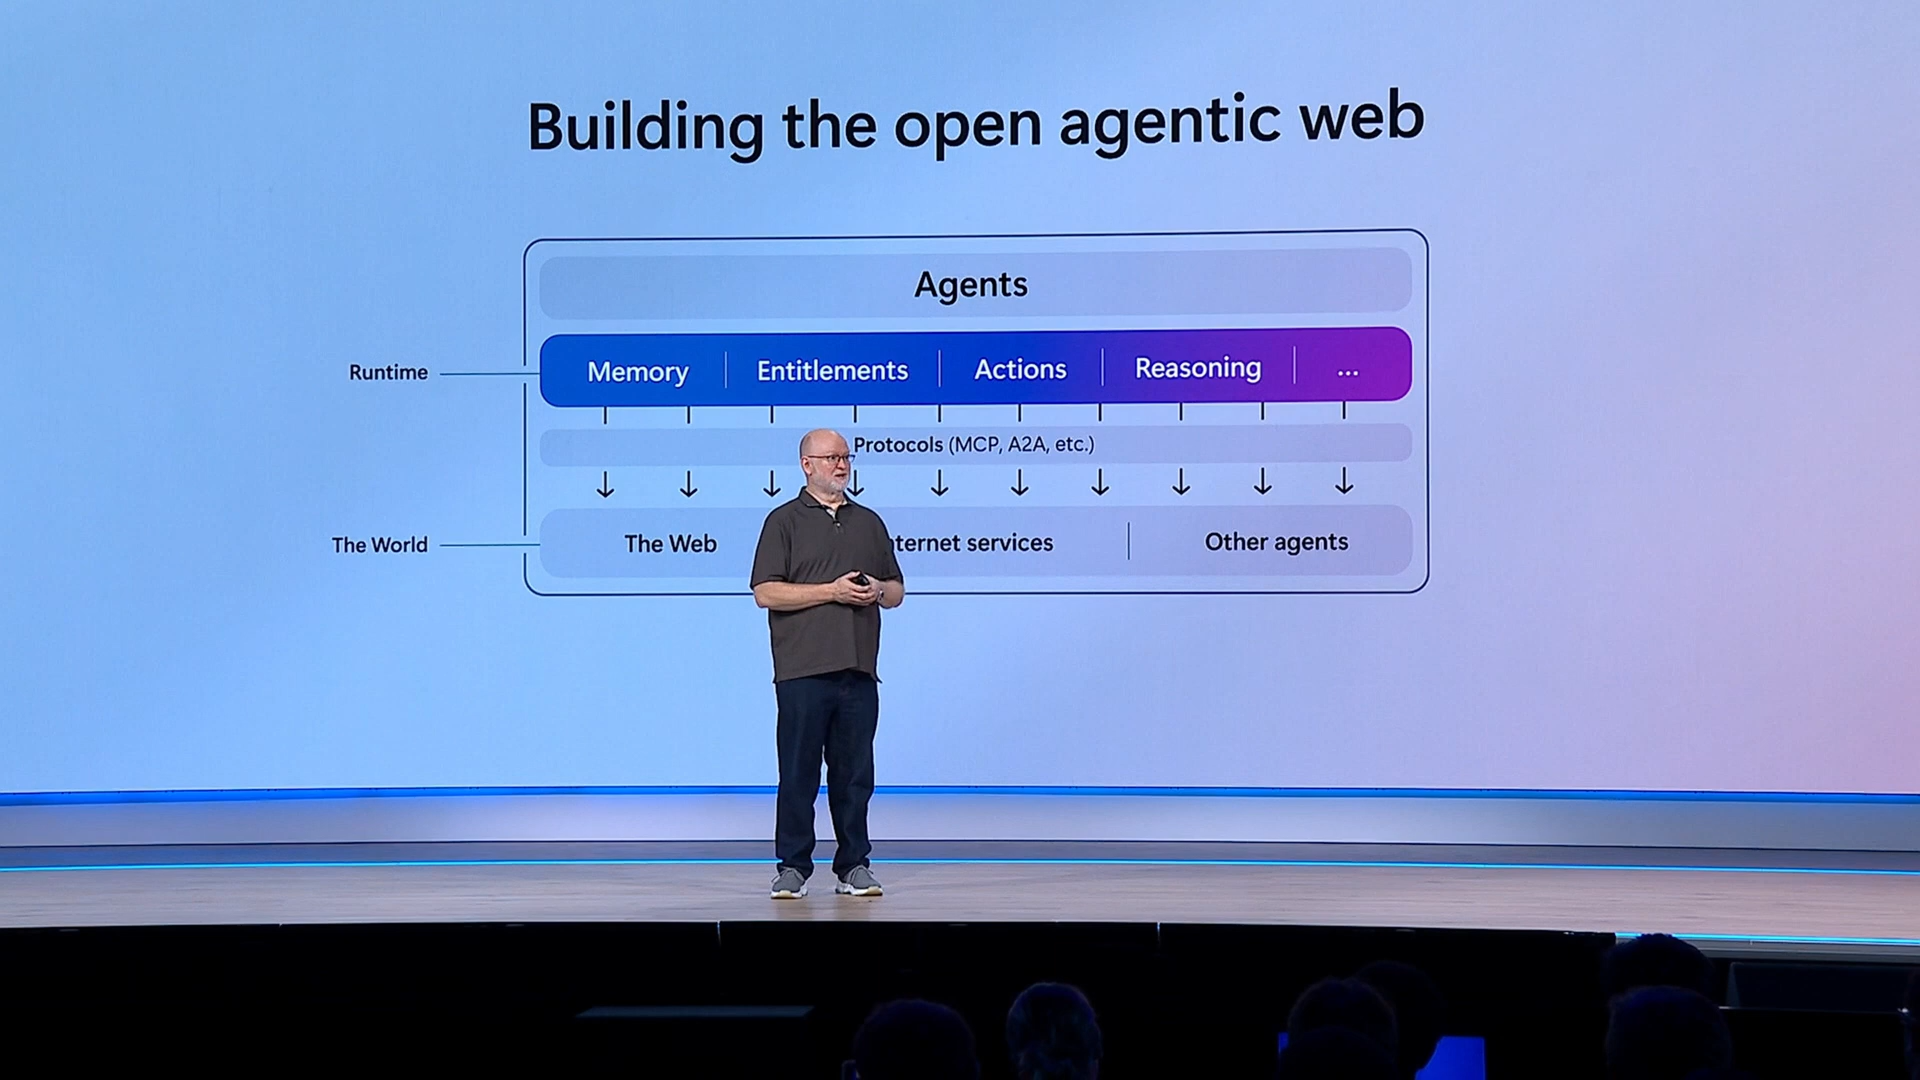 Building the open agentic web
Agents
Runtime
Memory | Entitlements | Actions | Reasoning | ...
Protocols (MCP, A2A, etc.)
The World
The Web
services
Other agents